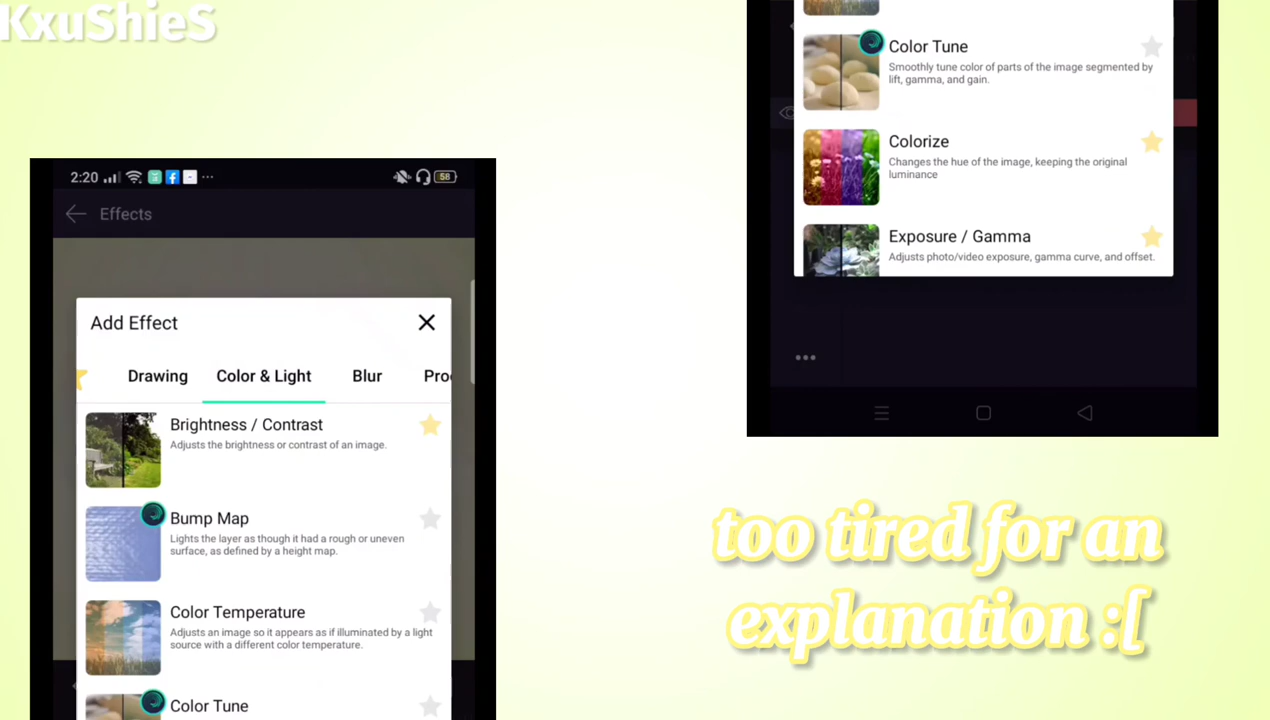 KxuShieS
2:20
58
Effects
Add Effect
Drawing
Color & Light
Blur
Pro
Brightness / Contrast
Adjusts the brightness or contrast of an image.
Bump Map
Lights the layer as though it had a rough or uneven
surface, as defined by a height map.
Color Temperature
Adjusts an image so it appears as if illuminated by a light
source with a different color temperature.
Color Tune
Color Tune
Smoothly tune color of parts of the image segmented by
lift, gamma, and gain.
Colorize
Changes the hue of the image, keeping the original
luminance
Exposure / Gamma
Adjusts photo/video exposure, gamma curve, and offset.
too tired for an
explanation :[